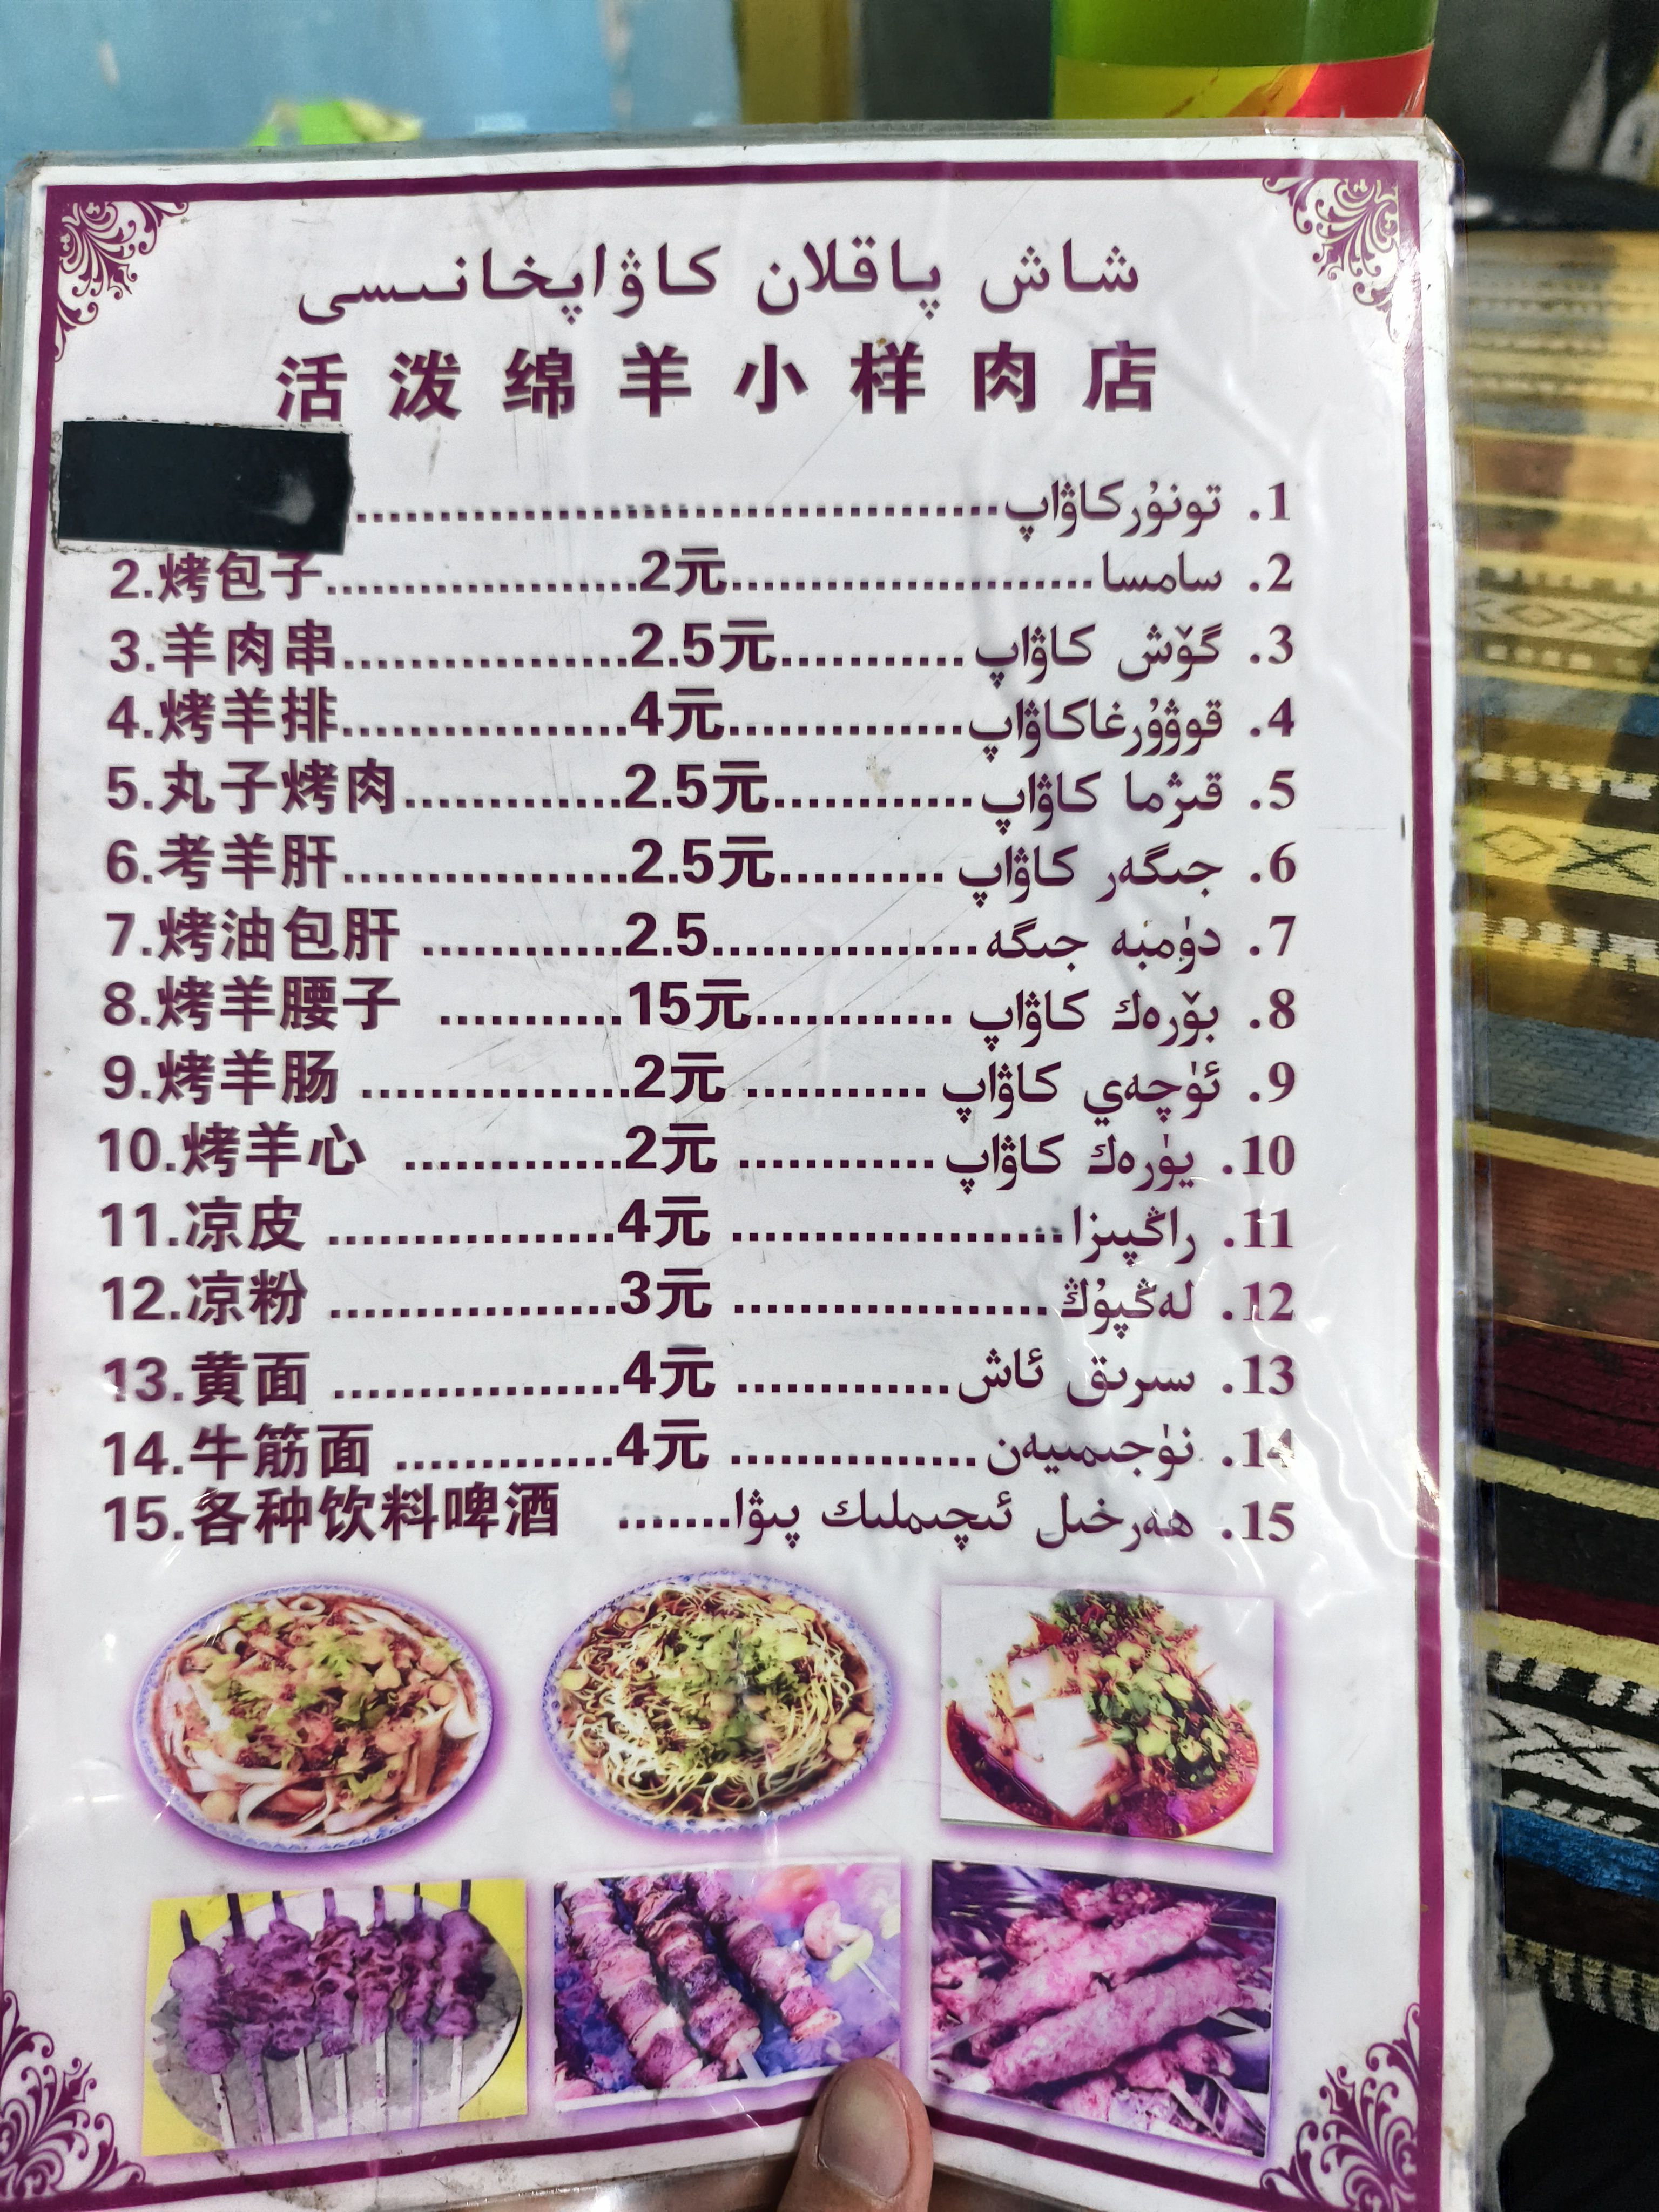 شاش پاقلان كاۋاپخانىسى
活泼绵羊小样肉店
.....................................تونۇركاۋاپ .1
2.烤包子...................2元......................سامسا .2
3.羊肉串.................2.5元...........گۆش كاۋاپ .3
4.烤羊排.................4元..............قوۋۇرغاكاۋاپ .4
5.丸子烤肉.............2.5元............قىژما كاۋاپ .5
6.考羊肝.................2.5元..........جىگەر كاۋاپ .6
7.烤油包肝 ............2.5................دۈمبە جىگە .7
8.烤羊腰子 ...........15元............بۆرەك كاۋاپ .8
9.烤羊肠 ................2元 ...........ئۈچەي كاۋاپ .9
10.烤羊心 .............2元 ............يۈرەك كاۋاپ .10
11.凉皮 .................4元 ....................راڭپىزا .11
12.凉粉 .................3元 ...................لەڭپۇڭ .12
13.黄面 .................4元 .............سىرىق ئاش .13
14.牛筋面 .............4元 ...............نۈجىمىيەن .14
15.各种饮料啤酒 .......ھەرخىل ئىچىملىك پىۋا .15